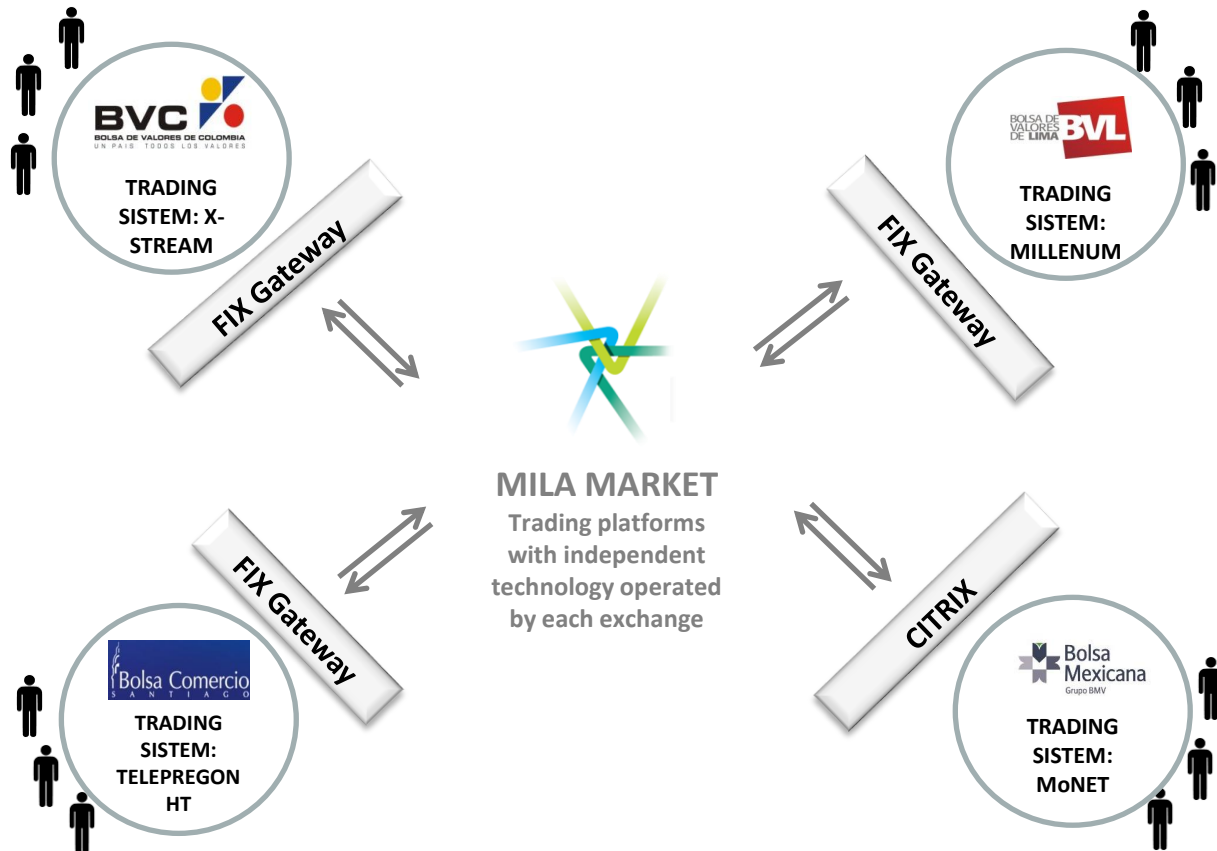 BVC
BOLSA DE VALORES DE COLOMBIA
UN PAIS TODOS LOS VALORES
TRADING
SISTEM: X-
STREAM
FIX Gateway
BOLSA DE
VALORES
DE LIMA
BVL
TRADING
SISTEM:
MILLENUM
FIX Gateway
MILA MARKET
Trading platforms
with independent
technology operated
by each exchange
FIX Gateway
Bolsa Comercio
SANTIAGO
TRADING
SISTEM:
TELEPREGON
HT
CITRIX
Bolsa
Mexicana
Grupo BMV
TRADING
SISTEM:
MoNET